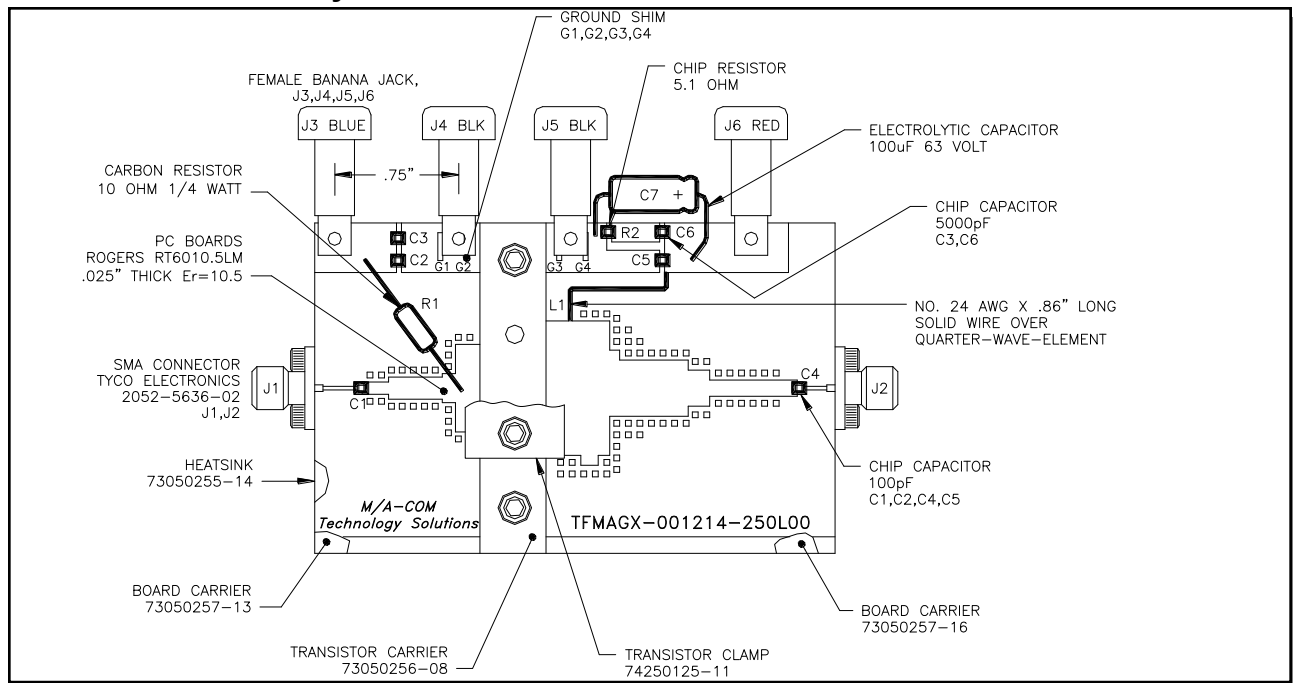 GROUND SHIM
G1,G2,G3,G4
CHIP RESISTOR
5.1 OHM
FEMALE BANANA JACK,
J3,J4,J5,J6
J3 BLUE
J4 BLK
J5 BLK
J6 RED
ELECTROLYTIC CAPACITOR
100uF 63 VOLT
CARBON RESISTOR
10 OHM 1/4 WATT
.75"
C7 +
CHIP CAPACITOR
5000pF
C3,C6
PC BOARDS
ROGERS RT6010.5LM
.025" THICK Er=10.5
C3
C2
G1 G2
G3 G4
R2
C6
C5
R1
L1
NO. 24 AWG X .86" LONG
SOLID WIRE OVER
QUARTER-WAVE-ELEMENT
SMA CONNECTOR
TYCO ELECTRONICS
2052-5636-02
J1,J2
J1
C1
C4
J2
HEATSINK
73050255-14
CHIP CAPACITOR
100pF
C1,C2,C4,C5
M/A-COM
Technology Solutions
TFMAGX-001214-250L00
BOARD CARRIER
73050257-13
BOARD CARRIER
73050257-16
TRANSISTOR CARRIER
73050256-08
TRANSISTOR CLAMP
74250125-11